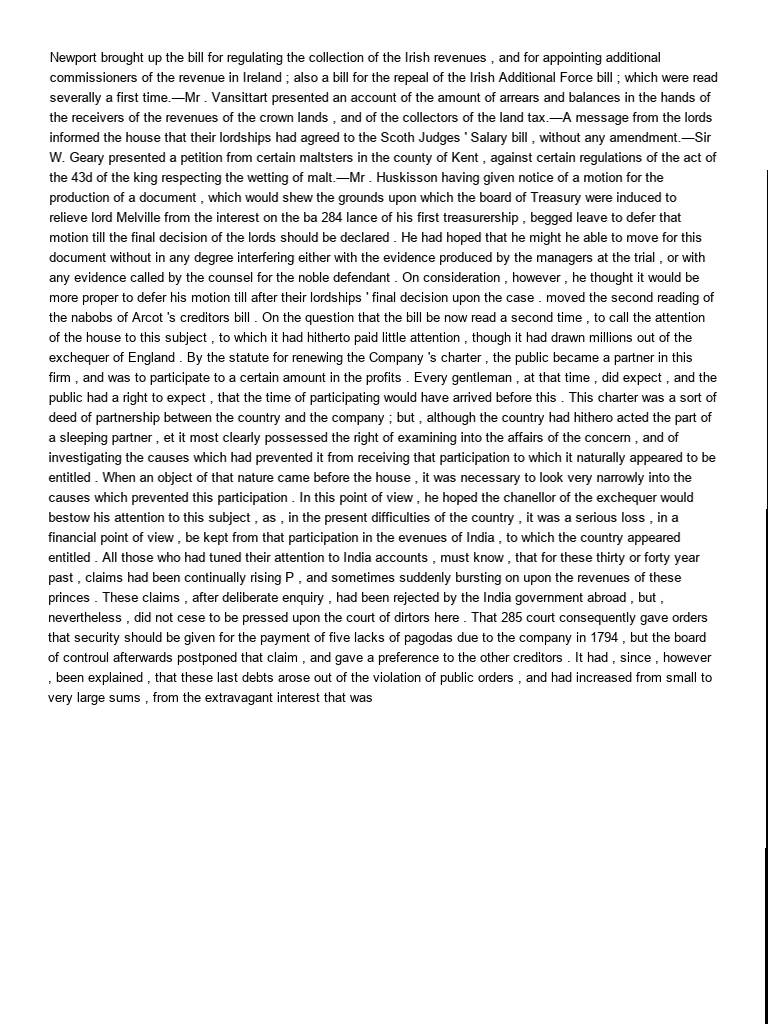 Newport brought up the bill for regulating the collection of the Irish revenues , and for appointing additional
commissioners of the revenue in Ireland ; also a bill for the repeal of the Irish Additional Force bill ; which were read
severally a first time.—Mr . Vansittart presented an account of the amount of arrears and balances in the hands of
the receivers of the revenues of the crown lands , and of the collectors of the land tax.—A message from the lords
informed the house that their lordships had agreed to the Scoth Judges ' Salary bill , without any amendment.—Sir
W. Geary presented a petition from certain maltsters in the county of Kent , against certain regulations of the act of
the 43d of the king respecting the wetting of malt.—Mr . Huskisson having given notice of a motion for the
production of a document , which would shew the grounds upon which the board of Treasury were induced to
relieve lord Melville from the interest on the ba 284 lance of his first treasurership , begged leave to defer that
motion till the final decision of the lords should be declared . He had hoped that he might he able to move for this
document without in any degree interfering either with the evidence produced by the managers at the trial , or with
any evidence called by the counsel for the noble defendant . On consideration , however , he thought it would be
more proper to defer his motion till after their lordships ' final decision upon the case . moved the second reading of
the nabobs of Arcot 's creditors bill . On the question that the bill be now read a second time , to call the attention
of the house to this subject , to which it had hitherto paid little attention , though it had drawn millions out of the
exchequer of England . By the statute for renewing the Company 's charter , the public became a partner in this
firm , and was to participate to a certain amount in the profits . Every gentleman , at that time , did expect , and the
public had a right to expect , that the time of participating would have arrived before this . This charter was a sort of
deed of partnership between the country and the company ; but , although the country had hithero acted the part of
a sleeping partner , et it most clearly possessed the right of examining into the affairs of the concern , and of
investigating the causes which had prevented it from receiving that participation to which it naturally appeared to be
entitled . When an object of that nature came before the house , it was necessary to look very narrowly into the
causes which prevented this participation . In this point of view , he hoped the chanellor of the exchequer would
bestow his attention to this subject , as , in the present difficulties of the country , it was a serious loss , in a
financial point of view , be kept from that participation in the evenues of India , to which the country appeared
entitled . All those who had tuned their attention to India accounts , must know , that for these thirty or forty year
past , claims had been continually rising P , and sometimes suddenly bursting on upon the revenues of these
princes . These claims , after deliberate enquiry , had been rejected by the India government abroad , but ,
nevertheless , did not cese to be pressed upon the court of dirtors here . That 285 court consequently gave orders
that security should be given for the payment of five lacks of pagodas due to the company in 1794 , but the board
of controul afterwards postponed that claim , and gave a preference to the other creditors . It had , since , however
, been explained , that these last debts arose out of the violation of public orders , and had increased from small to
very large sums , from the extravagant interest that was